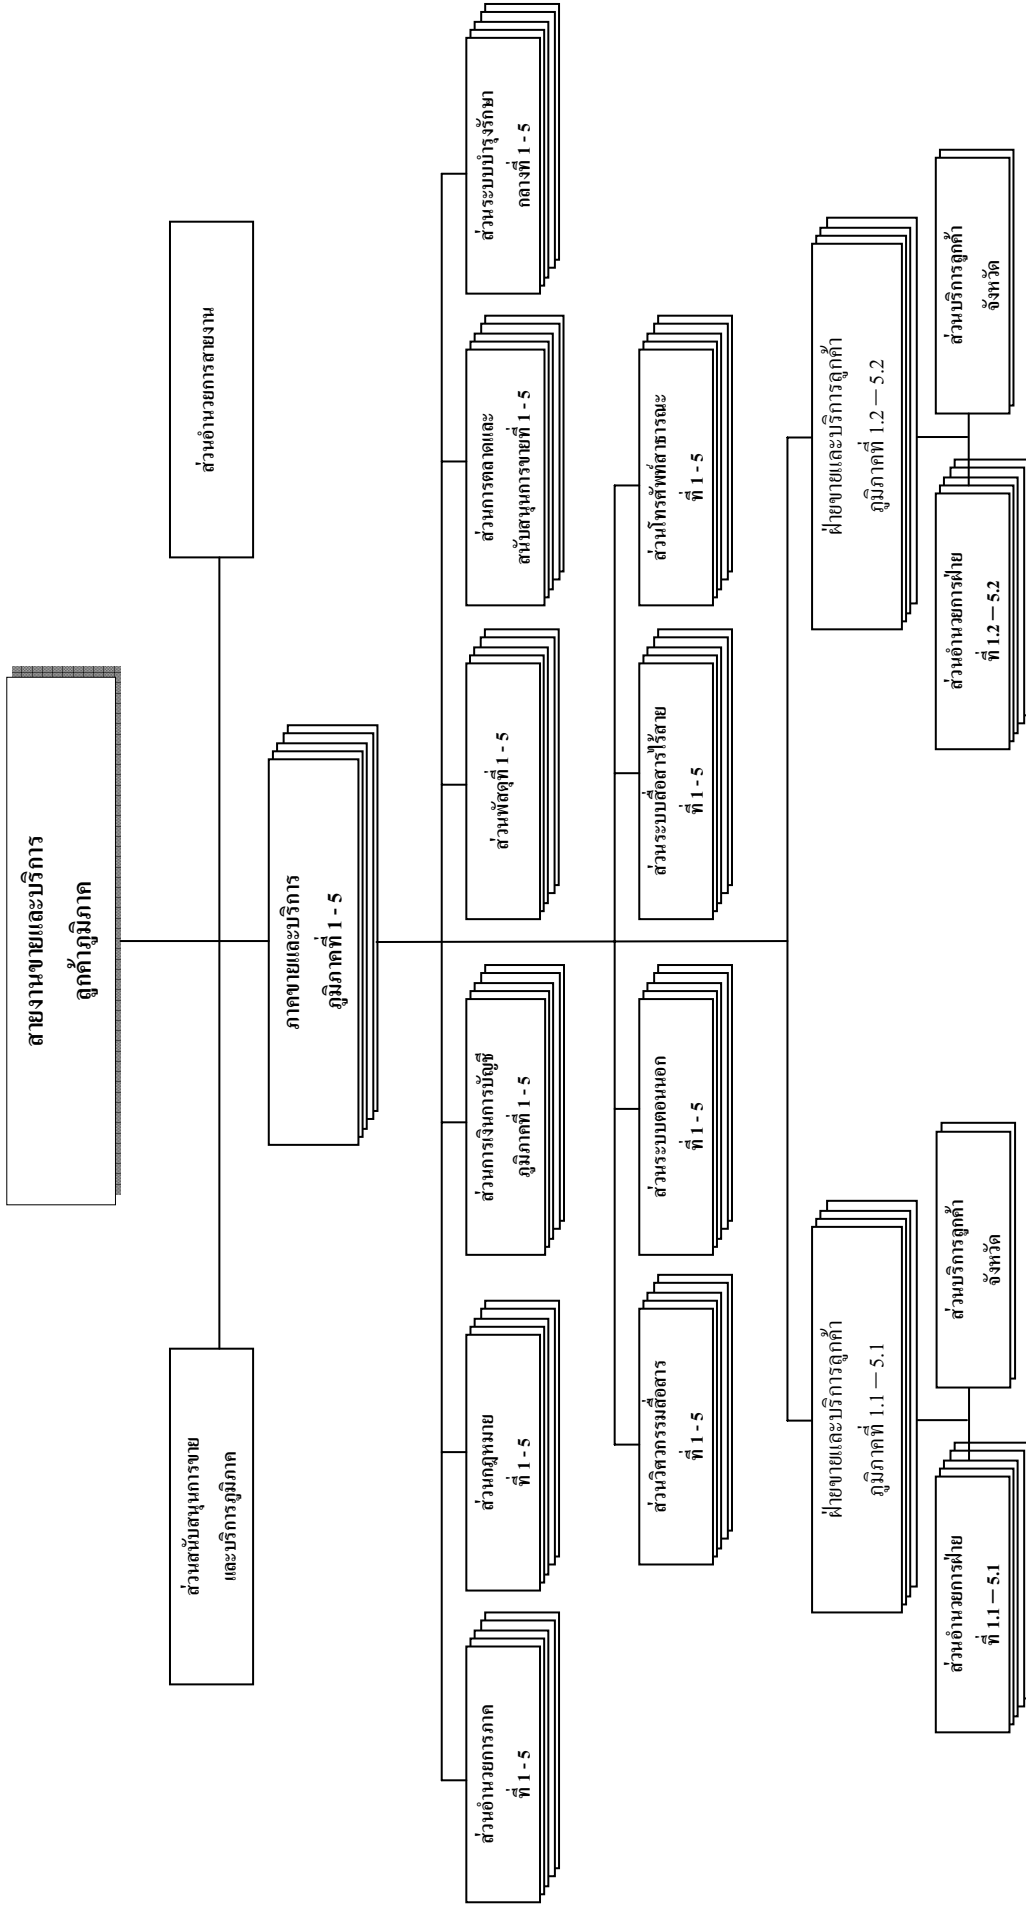 สายงานขายและบริการ
ลูกค้าภูมิภาค
ส่วนสนับสนุนการขาย
และบริการภูมิภาค
ส่วนอำนวยการสายงาน
ภาคขายและบริการ
ภูมิภาคที่ 1 - 5
ส่วนอำนวยการภาค
ที่ 1 - 5
ส่วนกฎหมาย
ที่ 1 - 5
ส่วนการเงินการบัญชี
ภูมิภาคที่ 1 - 5
ส่วนพัสดุที่ 1 - 5
ส่วนการตลาดและ
สนับสนุนการขายที่ 1 - 5
ส่วนระบบบำรุงรักษา
กลางที่ 1 - 5
ส่วนวิศวกรรมสื่อสาร
ที่ 1 - 5
ส่วนระบบตอนนอก
ที่ 1 - 5
ส่วนระบบสื่อสารไร้สาย
ที่ 1 - 5
ส่วนโทรศัพท์สาธารณะ
ที่ 1 - 5
ฝ่ายขายและบริการลูกค้า
ภูมิภาคที่ 1.1 — 5.1
ฝ่ายขายและบริการลูกค้า
ภูมิภาคที่ 1.2 — 5.2
ส่วนอำนวยการฝ่าย
ที่ 1.1 — 5.1
ส่วนบริการลูกค้า
จังหวัด
ส่วนอำนวยการฝ่าย
ที่ 1.2 — 5.2
ส่วนบริการลูกค้า
จังหวัด